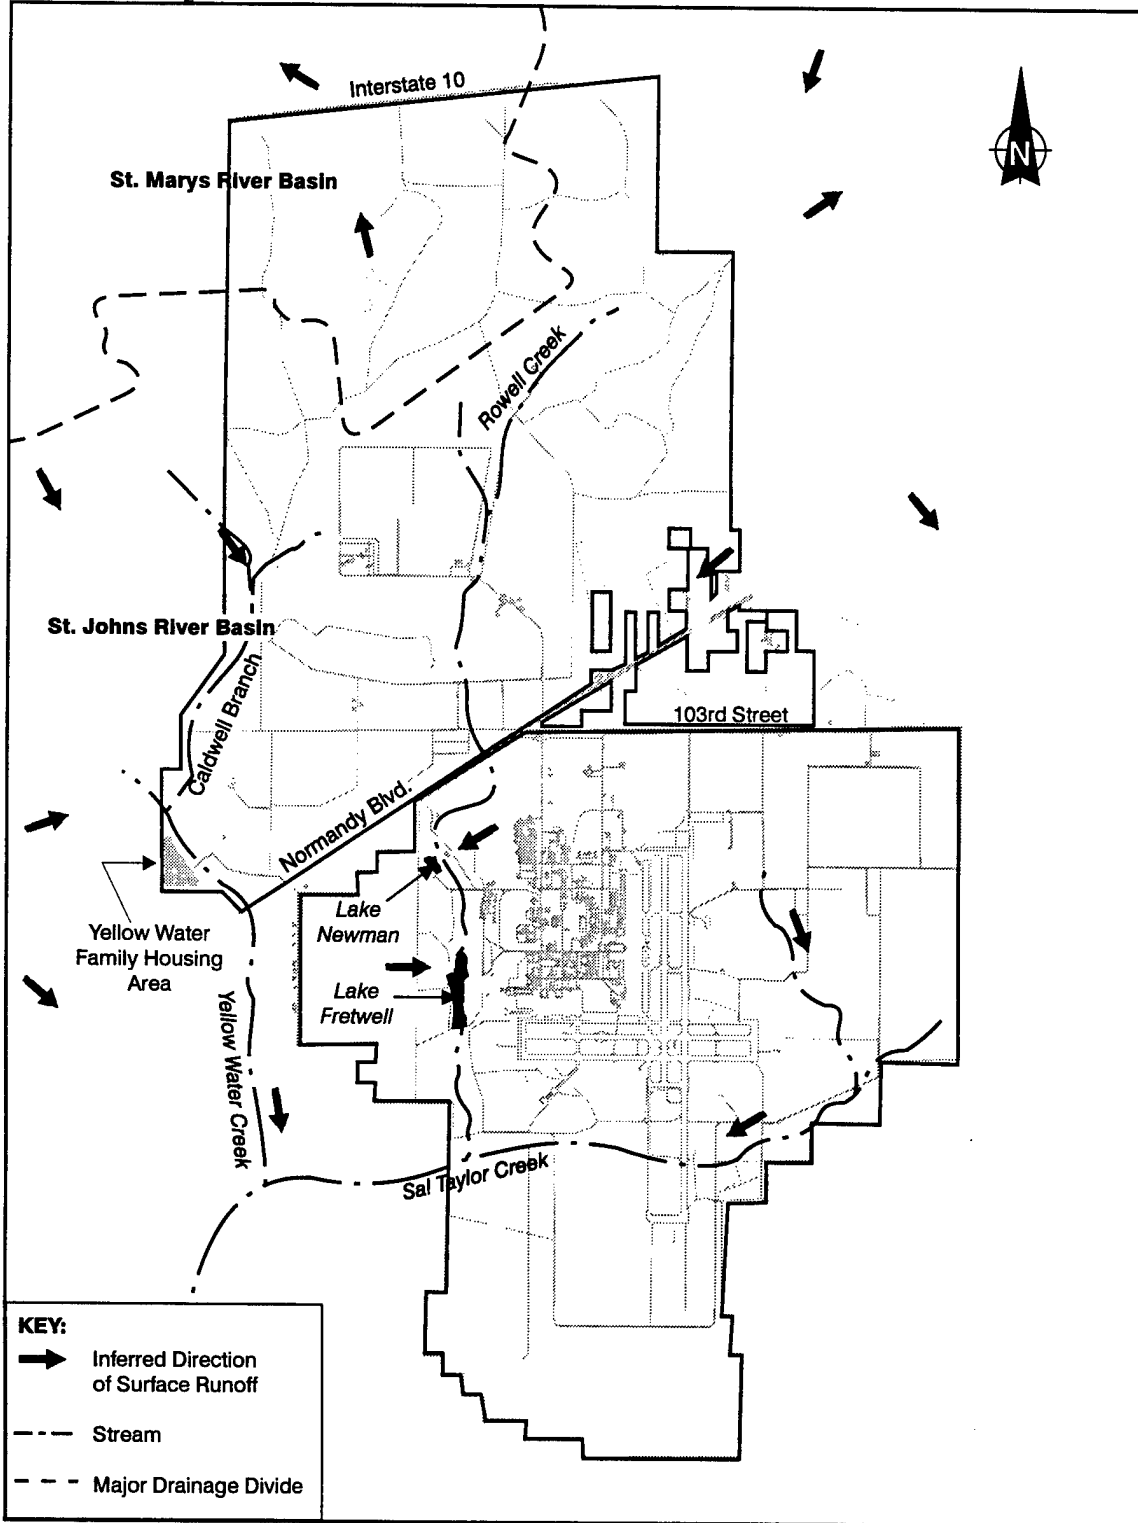 Interstate 10
N
St. Marys River Basin
Rowell Creek
St. Johns River Basin
Caldwell Branch
103rd Street
Normandy Blvd.
Lake
Newman
Yellow Water
Family Housing
Area
Lake
Fretwell
Yellow Water Creek
Sal Taylor Creek
KEY:
Inferred Direction
of Surface Runoff
Stream
Major Drainage Divide